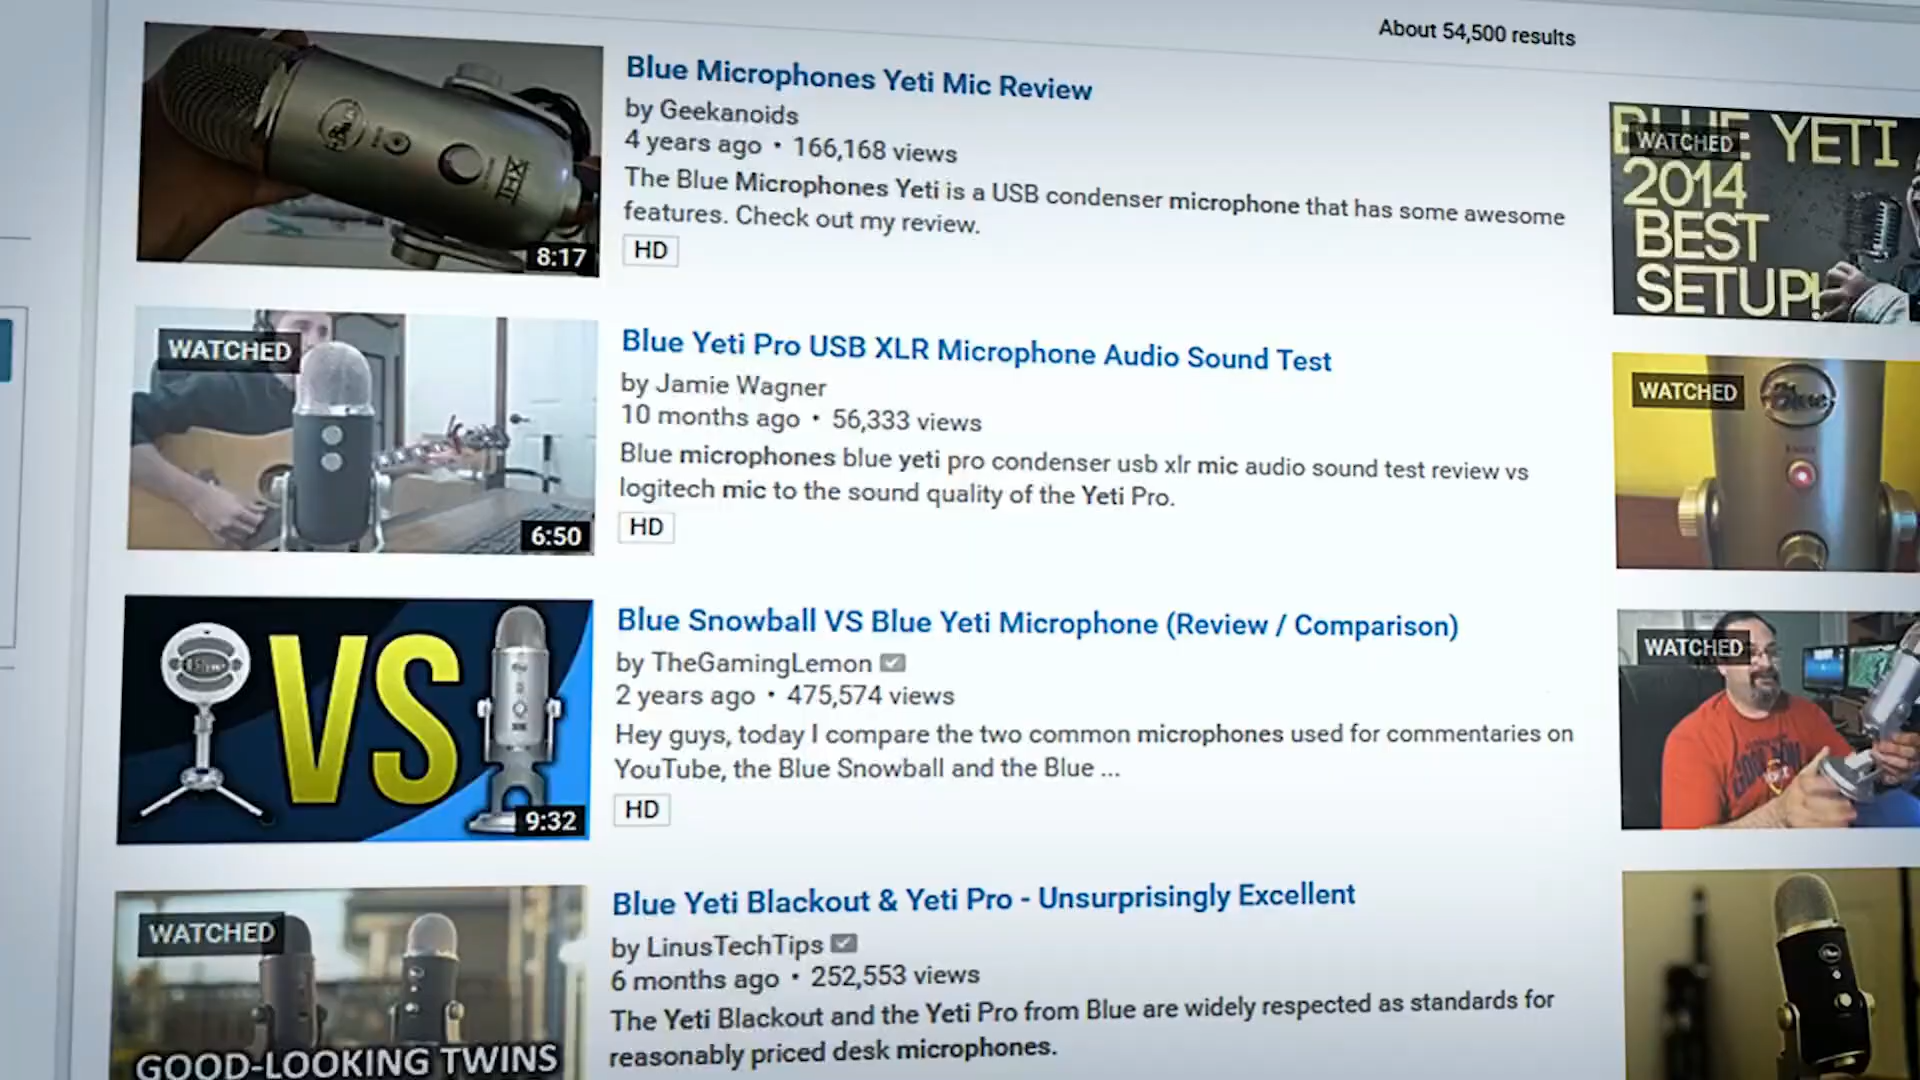 About 54,500 results
Blue Microphones Yeti Mic Review
by Geekanoids
4 years ago • 166,168 views
The Blue Microphones Yeti is a USB condenser microphone that has some awesome
features. Check out my review.
HD
Blue
THX
8:17
Blue Yeti Pro USB XLR Microphone Audio Sound Test
by Jamie Wagner
10 months ago • 56,333 views
Blue microphones blue yeti pro condenser usb xlr mic audio sound test review vs
logitech mic to the sound quality of the Yeti Pro.
HD
WATCHED
6:50
Blue Snowball VS Blue Yeti Microphone (Review / Comparison)
by TheGamingLemon
2 years ago • 475,574 views
Hey guys, today I compare the two common microphones used for commentaries on
YouTube, the Blue Snowball and the Blue ...
HD
Blue
VS
9:32
Blue Yeti Blackout & Yeti Pro - Unsurprisingly Excellent
by LinusTechTips
6 months ago • 252,553 views
The Yeti Blackout and the Yeti Pro from Blue are widely respected as standards for
reasonably priced desk microphones.
WATCHED
GOOD-LOOKING TWINS
BLUE YETI
WATCHED
2014
BEST
SETUP!
WATCHED
Blue
WATCHED